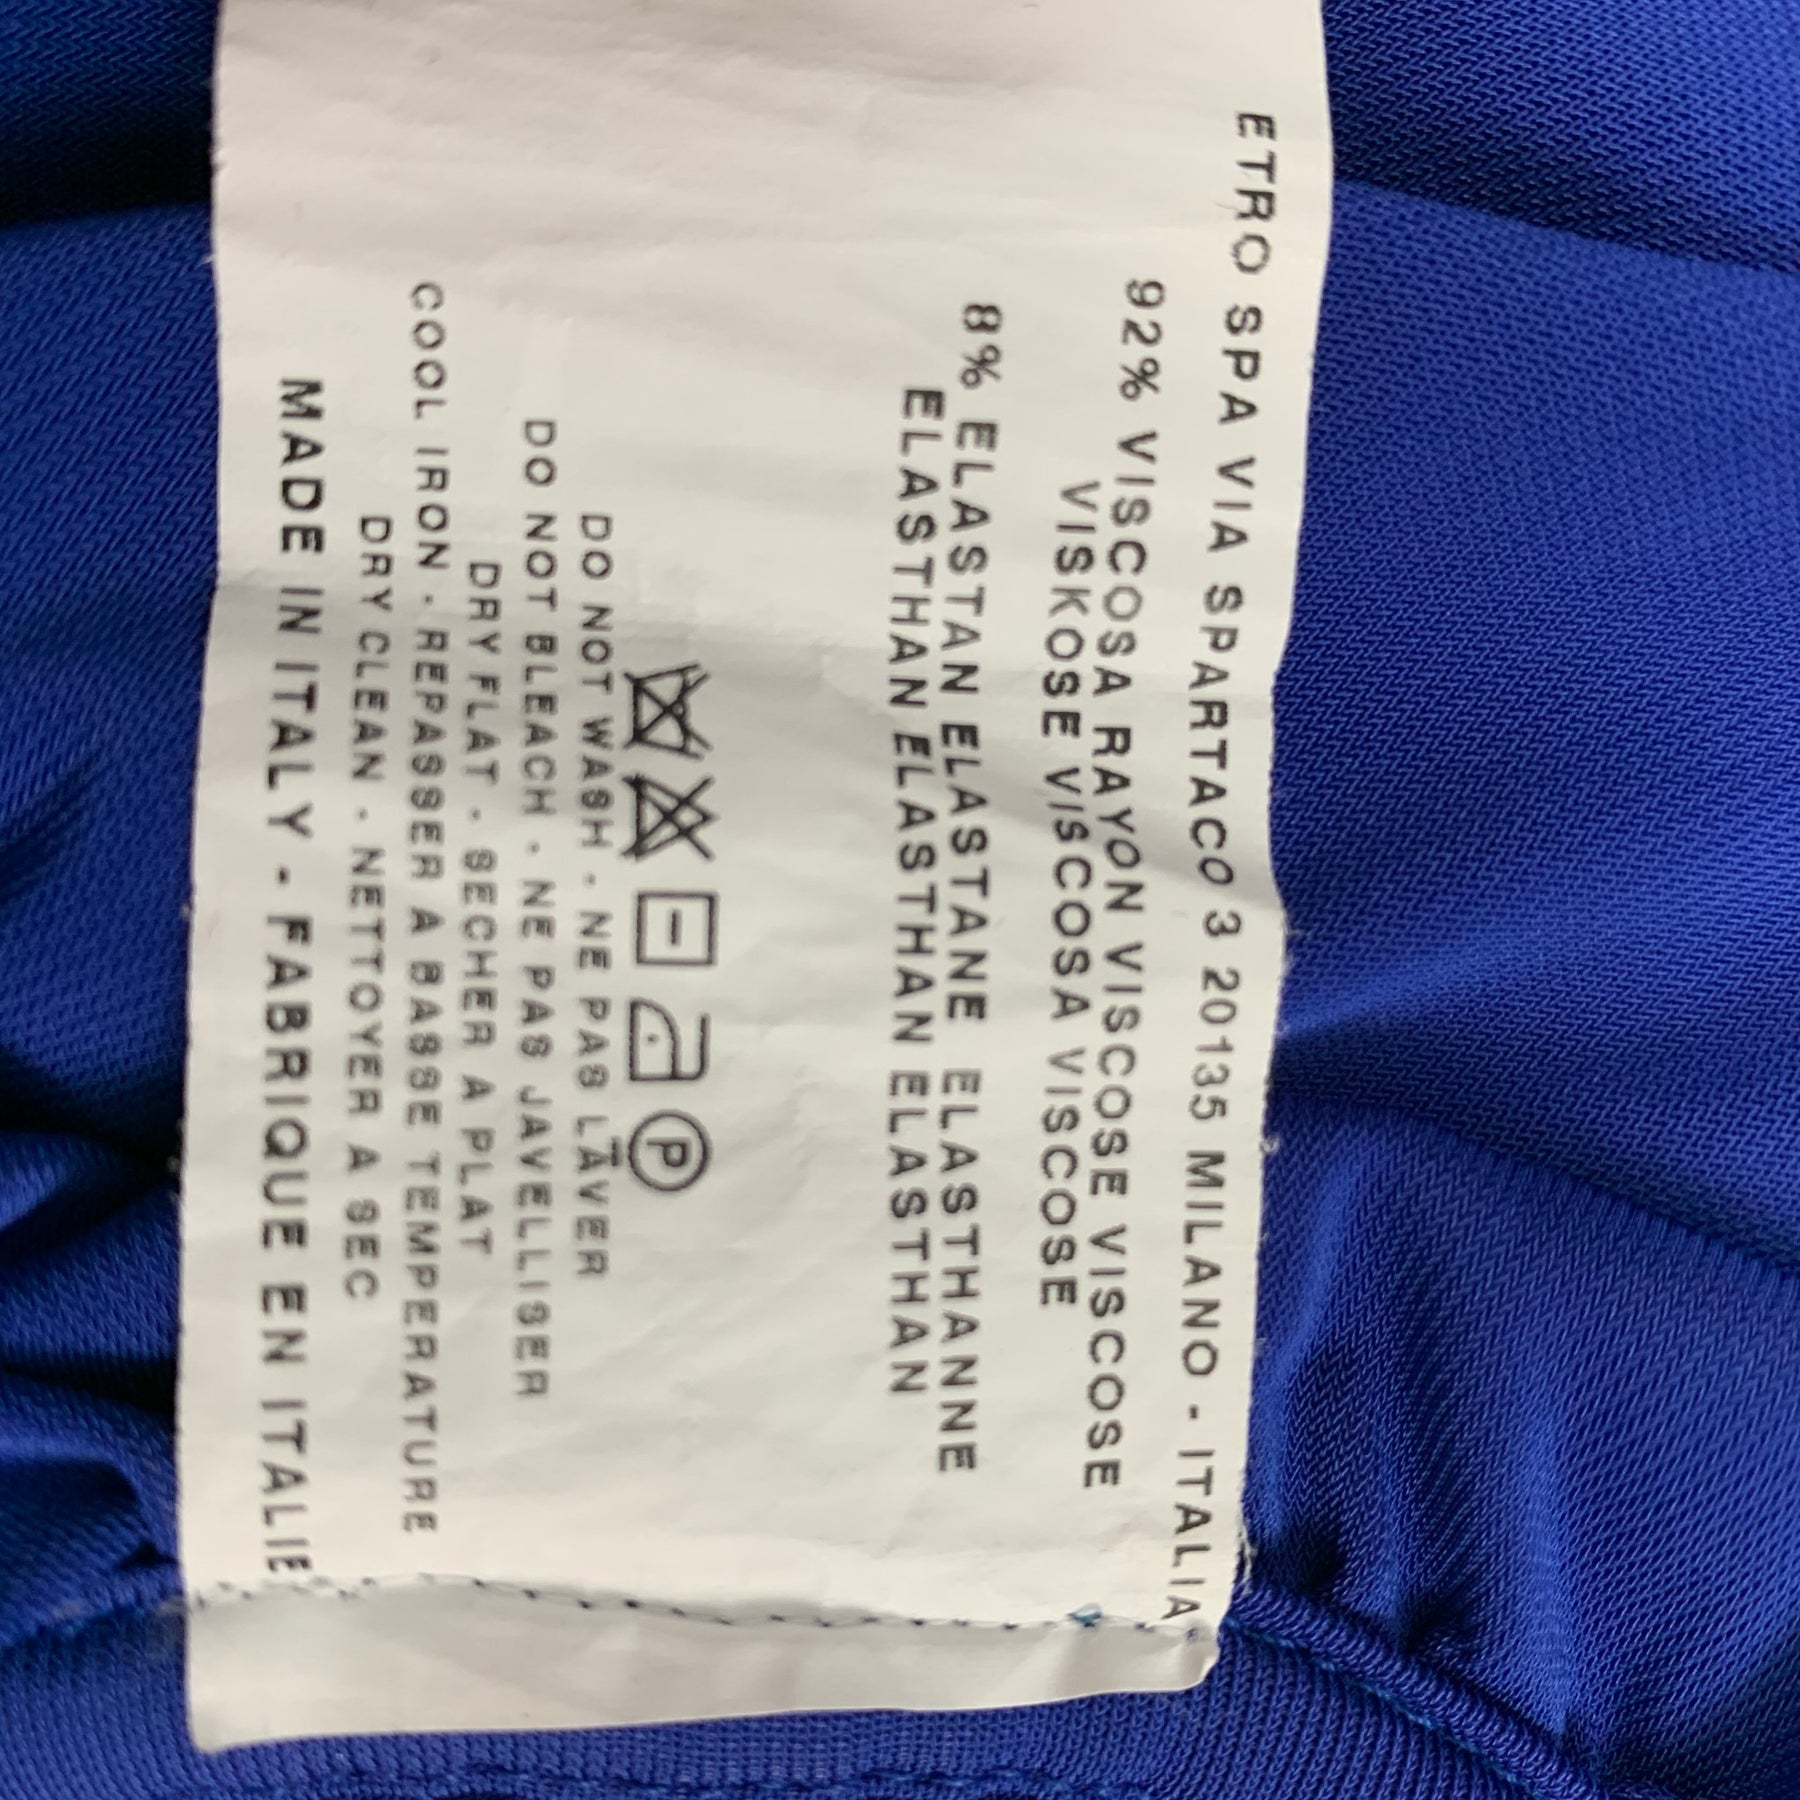 ETRO SPA VIA SPARTACO 3 20135 MILANO - ITALIA
92% VISCOSA RAYON VISCOSE VISCOSE
VISKOSE VISCOSA VISCOSE
8% ELASTAN ELASTANE ELASTHANNE
ELASTHAN ELASTHAN ELASTHAN
P
DO NOT WASH - NE PAS LAVER
DO NOT BLEACH - NE PAS JAVELLISER
DRY FLAT - SECHER A PLAT
COOL IRON - REPASSER A BASSE TEMPERATURE
DRY CLEAN - NETTOYER A SEC
MADE IN ITALY - FABRIQUE EN ITALIE